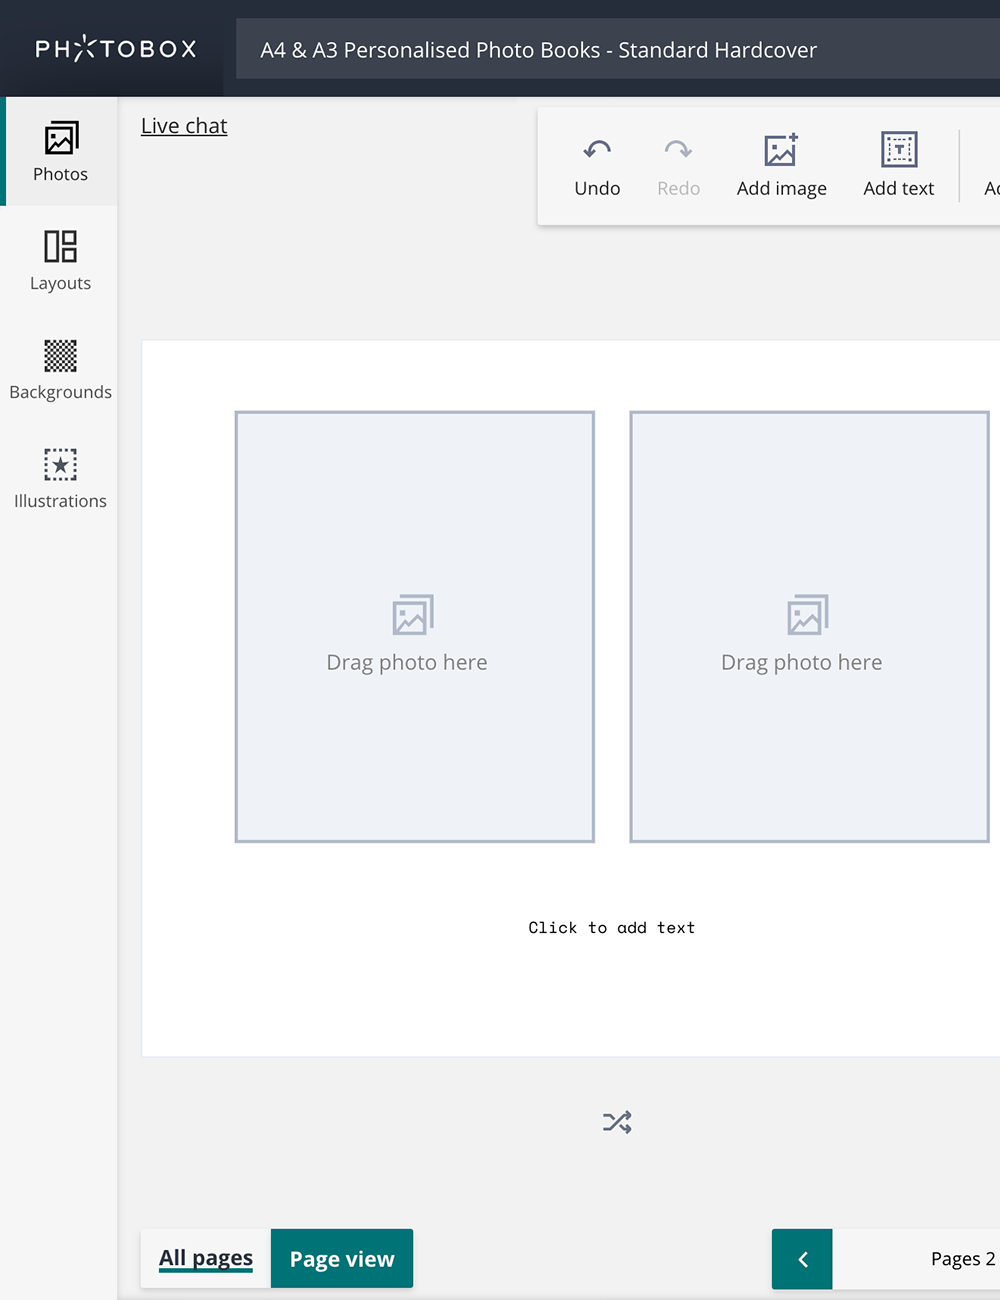 PHOTOBOX
A4 & A3 Personalised Photo Books - Standard Hardcover
Photos
Layouts
Backgrounds
Illustrations
Live chat
Undo
Redo
Add image
Add text
Drag photo here
Drag photo here
Click to add text
All pages
Page view
Pages 2